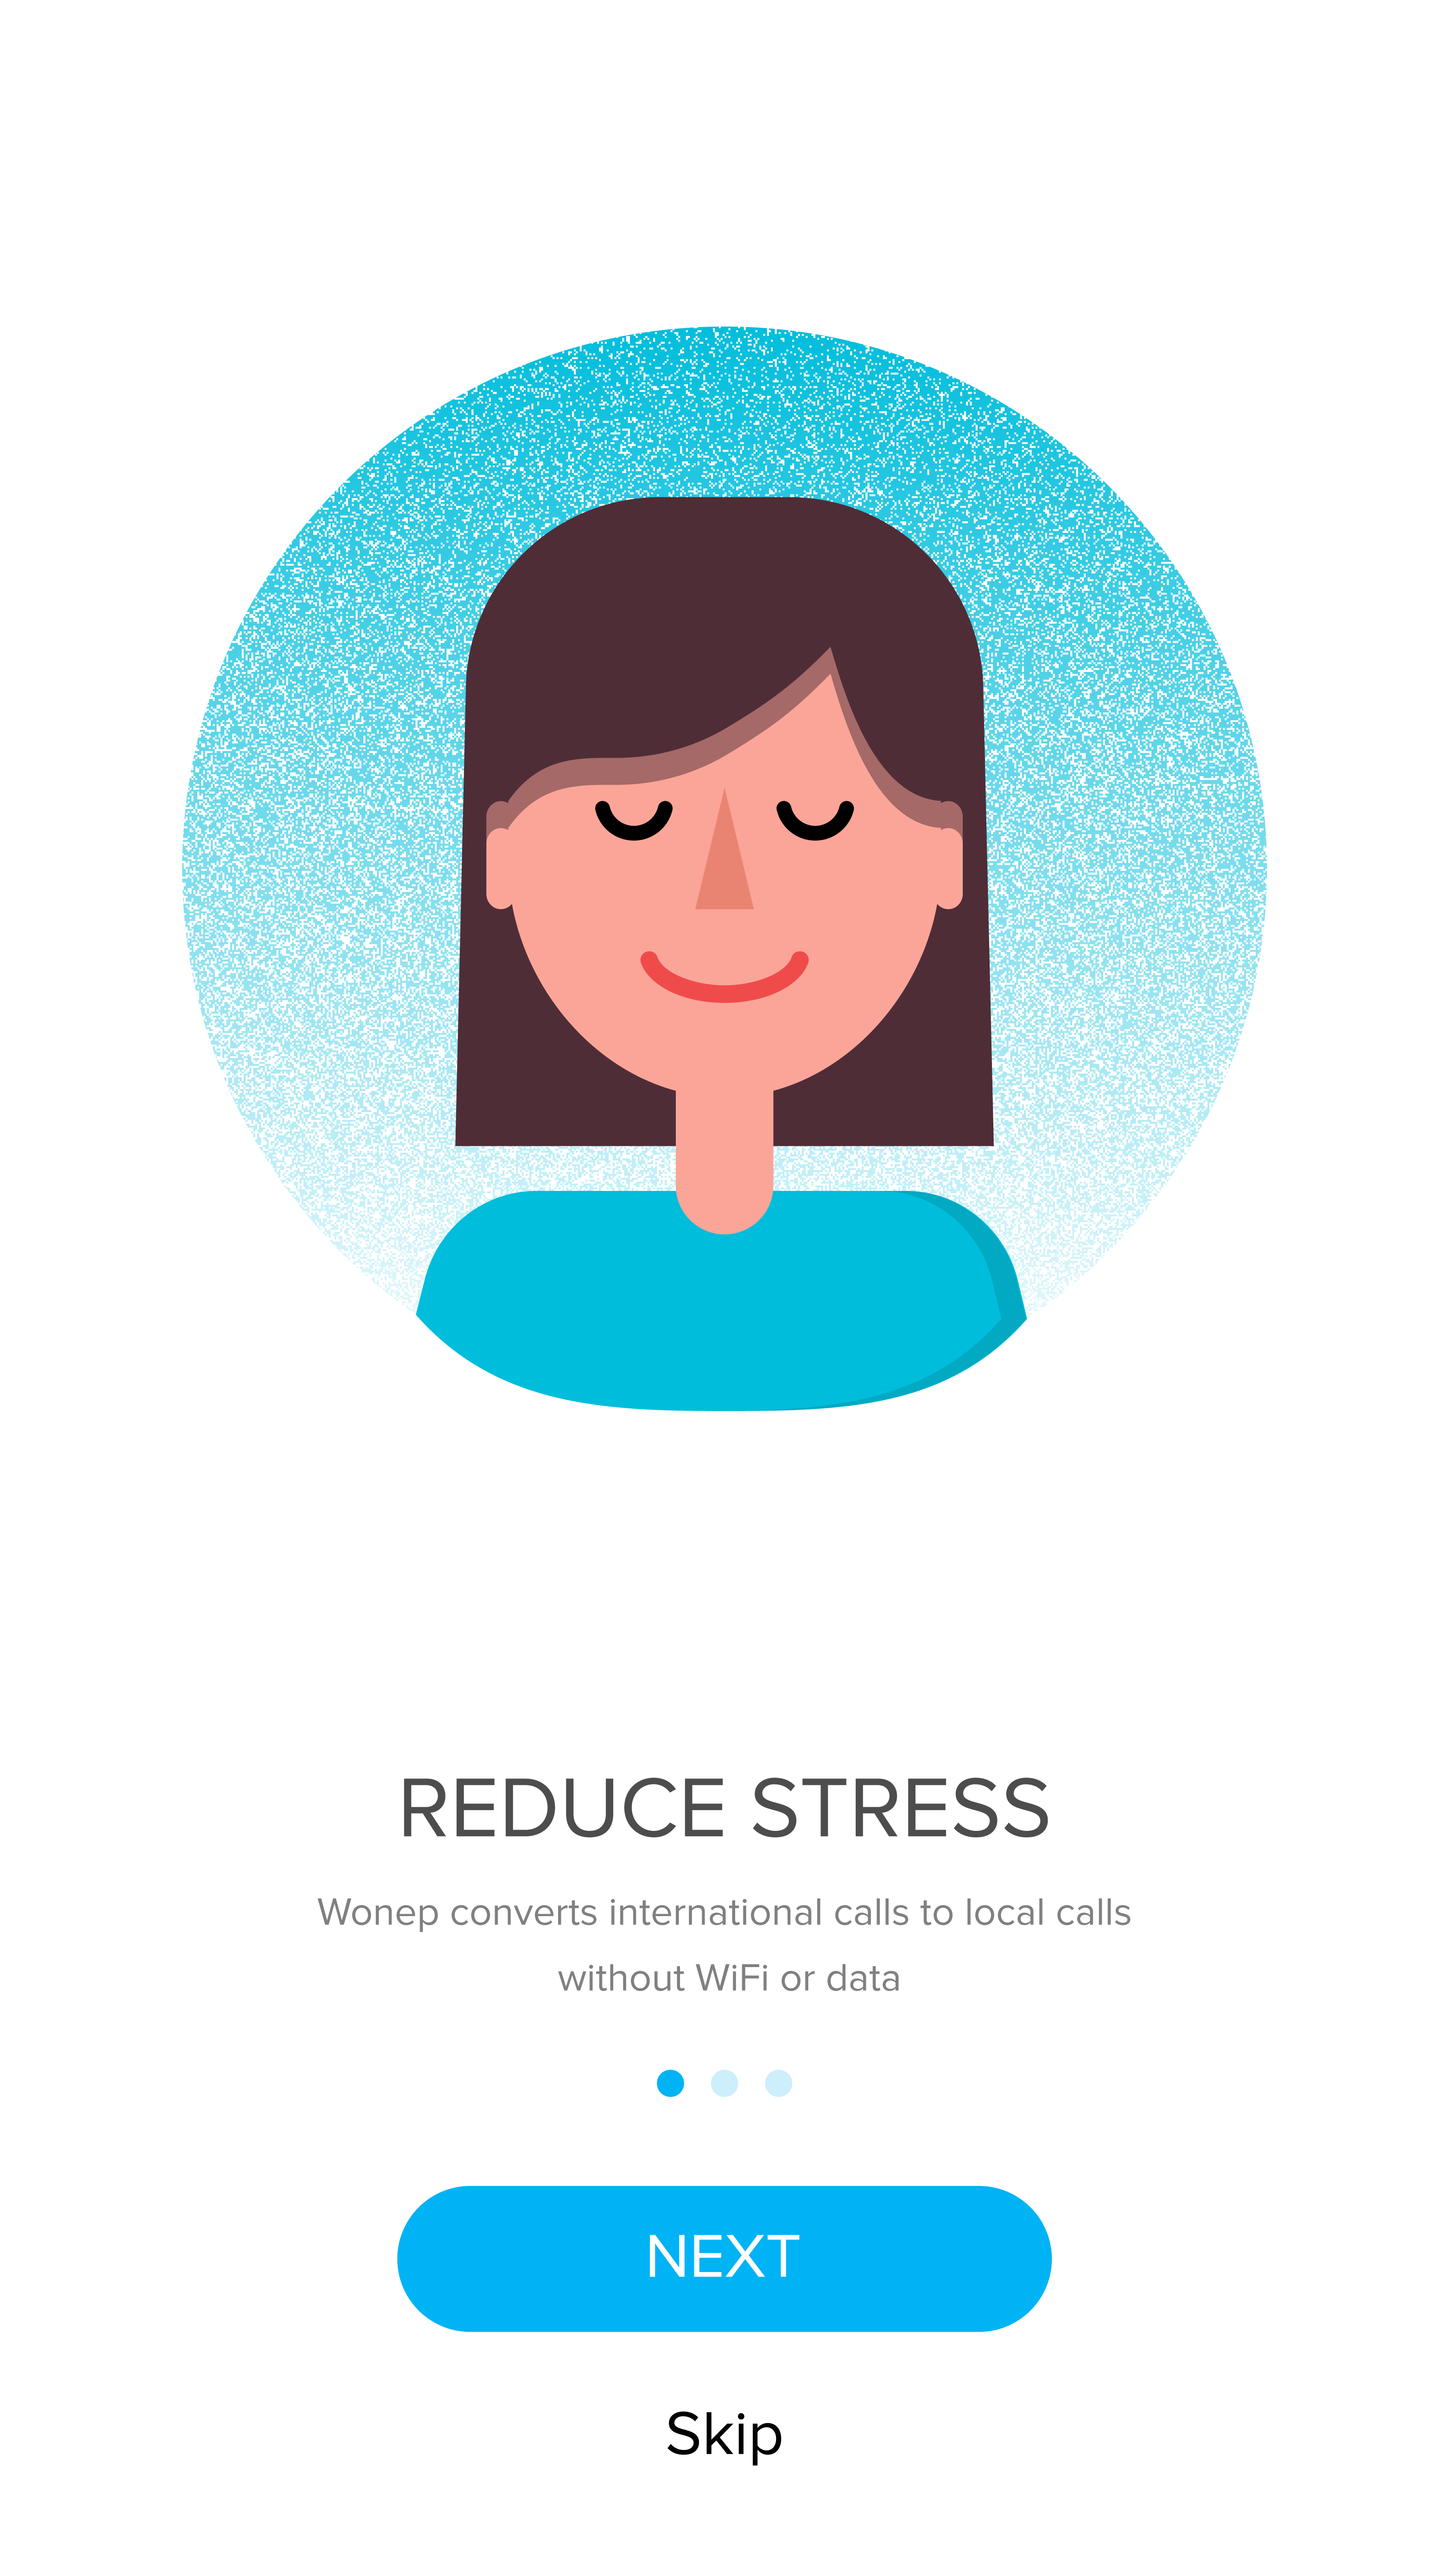 REDUCE STRESS
Wonep converts international calls to local calls
without WiFi or data
NEXT
Skip